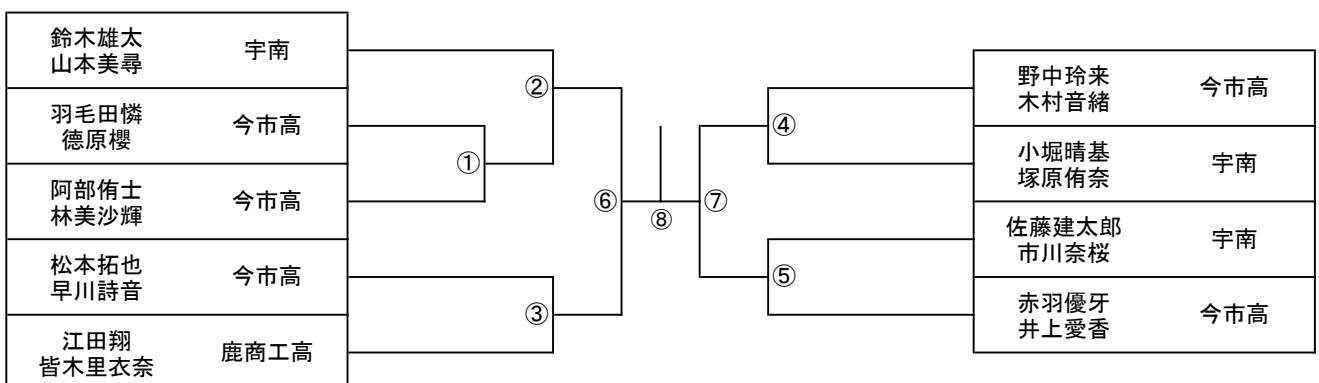 鈴木雄太
山本美尋
宇南
羽毛田憐
德原櫻
今市高
阿部侑士
林美沙輝
今市高
松本拓也
早川詩音
今市高
江田翔
皆木里衣奈
鹿商工高
②
①
③
⑥
⑧
⑦
④
⑤
野中玲来
木村音緒
今市高
小堀晴基
塚原侑奈
宇南
佐藤建太郎
市川奈桜
宇南
赤羽優牙
井上愛香
今市高